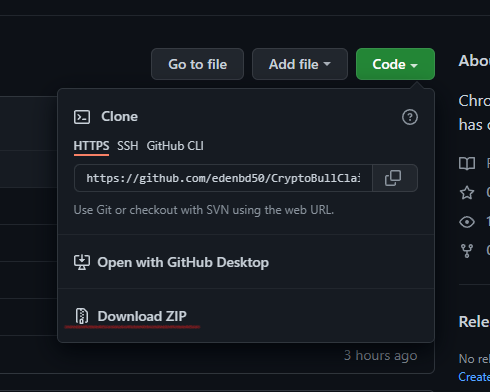 Go to file Add file Code
Abo
Clone
Chro
HTTPS SSH GitHub CLI
has
https://github.com/edenbd50/CryptoBullClai
Use Git or checkout with SVN using the web URL.
Open with GitHub Desktop
Download ZIP
Rele
3 hours ago
No rel
Create